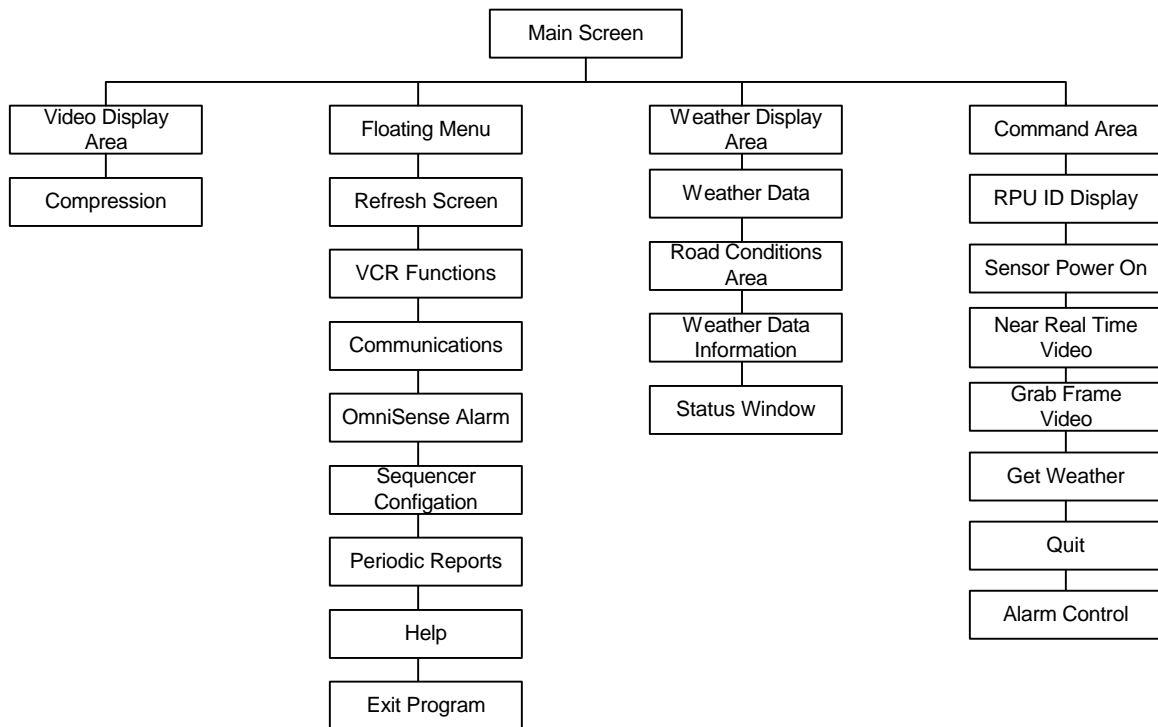 Main Screen
Video Display
Area
Compression
Floating Menu
Refresh Screen
VCR Functions
Communications
OmniSense Alarm
Sequencer
Configation
Periodic Reports
Help
Exit Program
Weather Display
Area
Weather Data
Road Conditions
Area
Weather Data
Information
Status Window
Command Area
RPU ID Display
Sensor Power On
Near Real Time
Video
Grab Frame
Video
Get Weather
Quit
Alarm Control